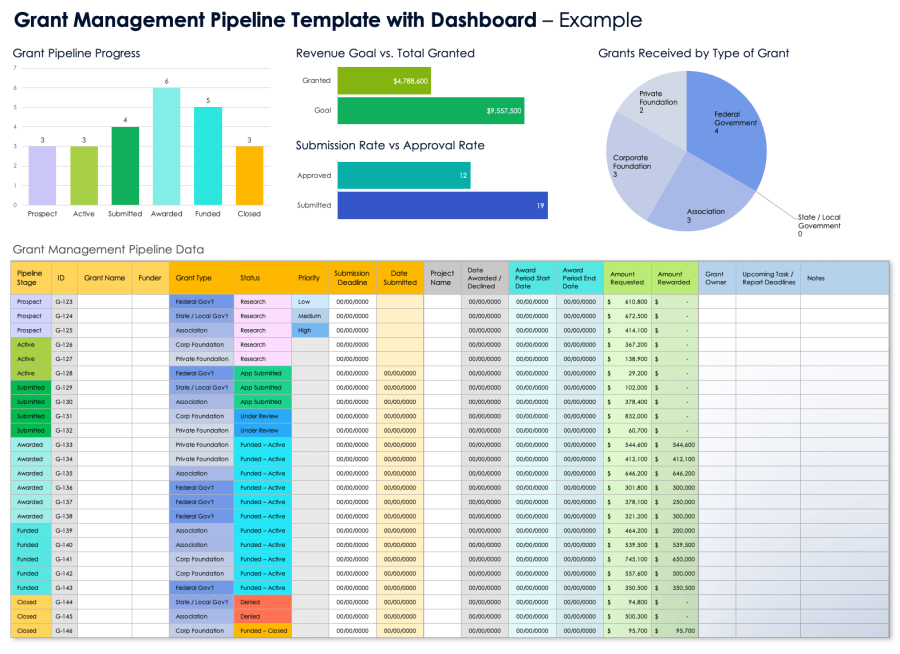 Grant Management Pipeline Template with Dashboard – Example
Grant Pipeline Progress
7
6
5
4
3
2
1
0
3
3
4
6
5
3
Prospect Active Submitted Awarded Funded Closed
Revenue Goal vs. Total Granted
Granted $4,788,600
Goal $9,557,500
Submission Rate vs Approval Rate
Approved 12
Submitted 19
Grants Received by Type of Grant
Private
Foundation
2
Federal
Government
4
Corporate
Foundation
3
Association
3
State / Local
Government
0
Grant Management Pipeline Data
Pipeline Stage ID Grant Name Funder Grant Type Status Priority Submission Deadline Date Submitted Project Name Date Awarded / Declined Award Period Start Date Award Period End Date Amount Requested Amount Rewarded Grant Owner Upcoming Task / Report Deadlines Notes
Prospect G-123 Federal Gov't Research Low 00/00/0000 00/00/0000 00/00/0000 00/00/0000 $ 610,800 $ -
Prospect G-124 State / Local Gov't Research Medium 00/00/0000 00/00/0000 00/00/0000 00/00/0000 $ 672,500 $ -
Prospect G-125 Association Research High 00/00/0000 00/00/0000 00/00/0000 00/00/0000 $ 414,100 $ -
Active G-126 Corp Foundation Research 00/00/0000 00/00/0000 00/00/0000 00/00/0000 $ 367,200 $ -
Active G-127 Private Foundation Research 00/00/0000 00/00/0000 00/00/0000 00/00/0000 $ 138,900 $ -
Active G-128 Federal Gov't App Submitted 00/00/0000 00/00/0000 00/00/0000 00/00/0000 00/00/0000 $ 29,200 $ -
Submitted G-129 State / Local Gov't App Submitted 00/00/0000 00/00/0000 00/00/0000 00/00/0000 00/00/0000 $ 102,000 $ -
Submitted G-130 Association App Submitted 00/00/0000 00/00/0000 00/00/0000 00/00/0000 00/00/0000 $ 378,400 $ -
Submitted G-131 Corp Foundation Under Review 00/00/0000 00/00/0000 00/00/0000 00/00/0000 00/00/0000 $ 832,000 $ -
Submitted G-132 Private Foundation Under Review 00/00/0000 00/00/0000 00/00/0000 00/00/0000 00/00/0000 $ 60,700 $ -
Awarded G-133 Private Foundation Funded – Active 00/00/0000 00/00/0000 00/00/0000 00/00/0000 00/00/0000 $ 544,600 $ 544,600
Awarded G-134 Private Foundation Funded – Active 00/00/0000 00/00/0000 00/00/0000 00/00/0000 00/00/0000 $ 412,100 $ 412,100
Awarded G-135 Association Funded – Active 00/00/0000 00/00/0000 00/00/0000 00/00/0000 00/00/0000 $ 646,200 $ 646,200
Awarded G-136 Federal Gov't Funded – Active 00/00/0000 00/00/0000 00/00/0000 00/00/0000 00/00/0000 $ 301,800 $ 300,000
Awarded G-137 Federal Gov't Funded – Active 00/00/0000 00/00/0000 00/00/0000 00/00/0000 00/00/0000 $ 378,100 $ 250,000
Awarded G-138 Federal Gov't Funded – Active 00/00/0000 00/00/0000 00/00/0000 00/00/0000 00/00/0000 $ 321,200 $ 300,000
Funded G-139 Association Funded – Active 00/00/0000 00/00/0000 00/00/0000 00/00/0000 00/00/0000 $ 464,200 $ 200,000
Funded G-140 Association Funded – Active 00/00/0000 00/00/0000 00/00/0000 00/00/0000 00/00/0000 $ 539,500 $ 539,500
Funded G-141 Corp Foundation Funded – Active 00/00/0000 00/00/0000 00/00/0000 00/00/0000 00/00/0000 $ 745,100 $ 650,000
Funded G-142 Corp Foundation Funded – Active 00/00/0000 00/00/0000 00/00/0000 00/00/0000 00/00/0000 $ 557,600 $ 500,000
Funded G-143 Federal Gov't Funded – Active 00/00/0000 00/00/0000 00/00/0000 00/00/0000 00/00/0000 $ 350,500 $ 350,500
Closed G-144 State / Local Gov't Denied 00/00/0000 00/00/0000 00/00/0000 00/00/0000 00/00/0000 $ 94,800 $ -
Closed G-145 Association Denied 00/00/0000 00/00/0000 00/00/0000 00/00/0000 00/00/0000 $ 500,300 $ -
Closed G-146 Corp Foundation Funded – Closed 00/00/0000 00/00/0000 00/00/0000 00/00/0000 00/00/0000 $ 95,700 $ 95,700